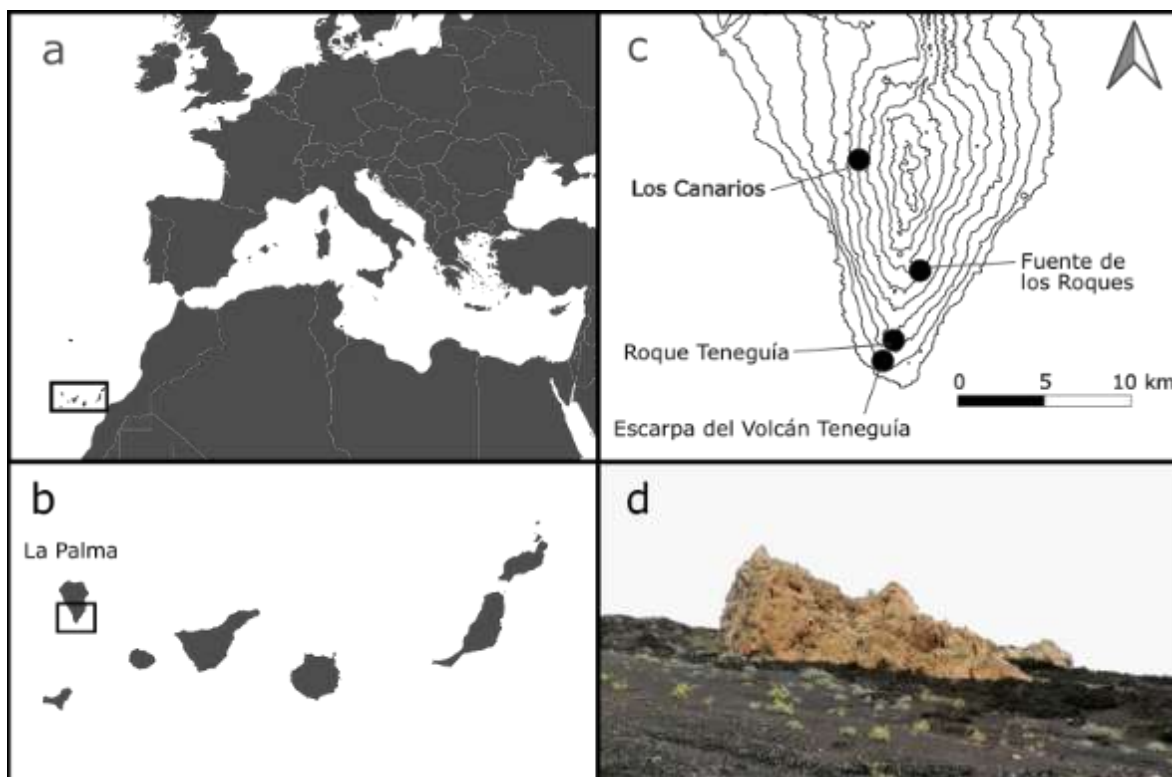 a
b
La Palma
c
Los Canarios
Fuente de
los Roques
Roque Teneguía
Escarpa del Volcán Teneguía
0 5 10 km
d